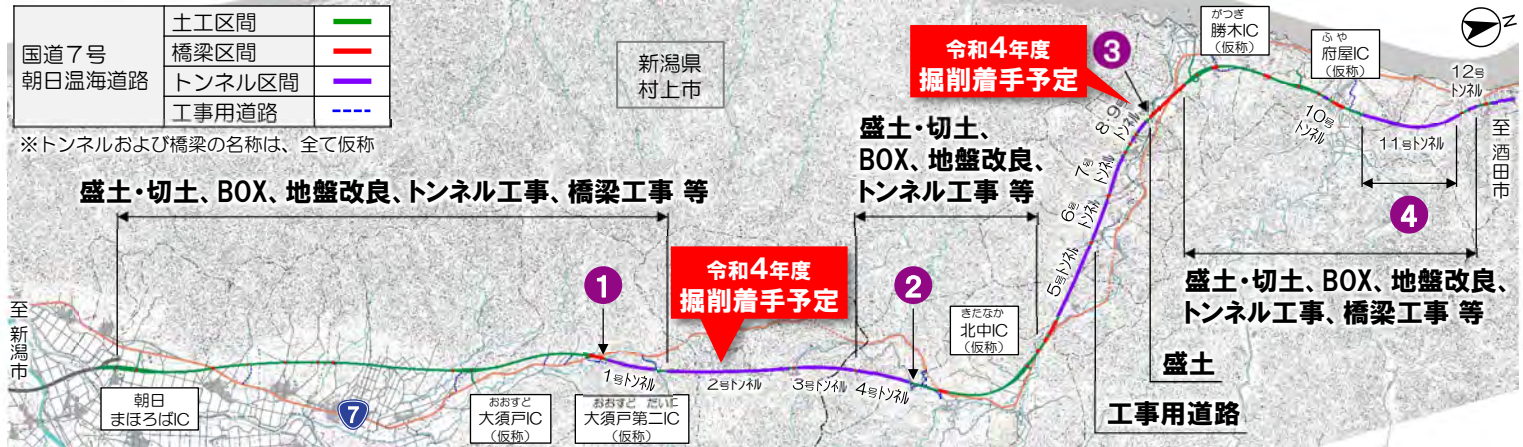 国道7号
朝日温海道路
土工区間
橋梁区間
トンネル区間
工事用道路
※トンネルおよび橋梁の名称は、全て仮称
新潟県
村上市
令和4年度
掘削着手予定
3
がつぎ
勝木IC
(仮称)
ふや
府屋IC
(仮称)
N
12号
トンネル
至 酒田市
8・9号
トンネル
10号
トンネル
11号トンネル
4
盛土・切土、BOX、地盤改良、トンネル工事、橋梁工事 等
盛土・切土、
BOX、地盤改良、
トンネル工事 等
7号
トンネル
6号
トンネル
5号トンネル
令和4年度
掘削着手予定
1
2
きたなか
北中IC
(仮称)
盛土・切土、BOX、地盤改良、
トンネル工事、橋梁工事 等
盛土
工事用道路
至 新潟市
1号トンネル
2号トンネル
3号トンネル
4号トンネル
朝日
まほろばIC
7
おおすど
大須戸IC
(仮称)
おおすど だいに
大須戸第二IC
(仮称)